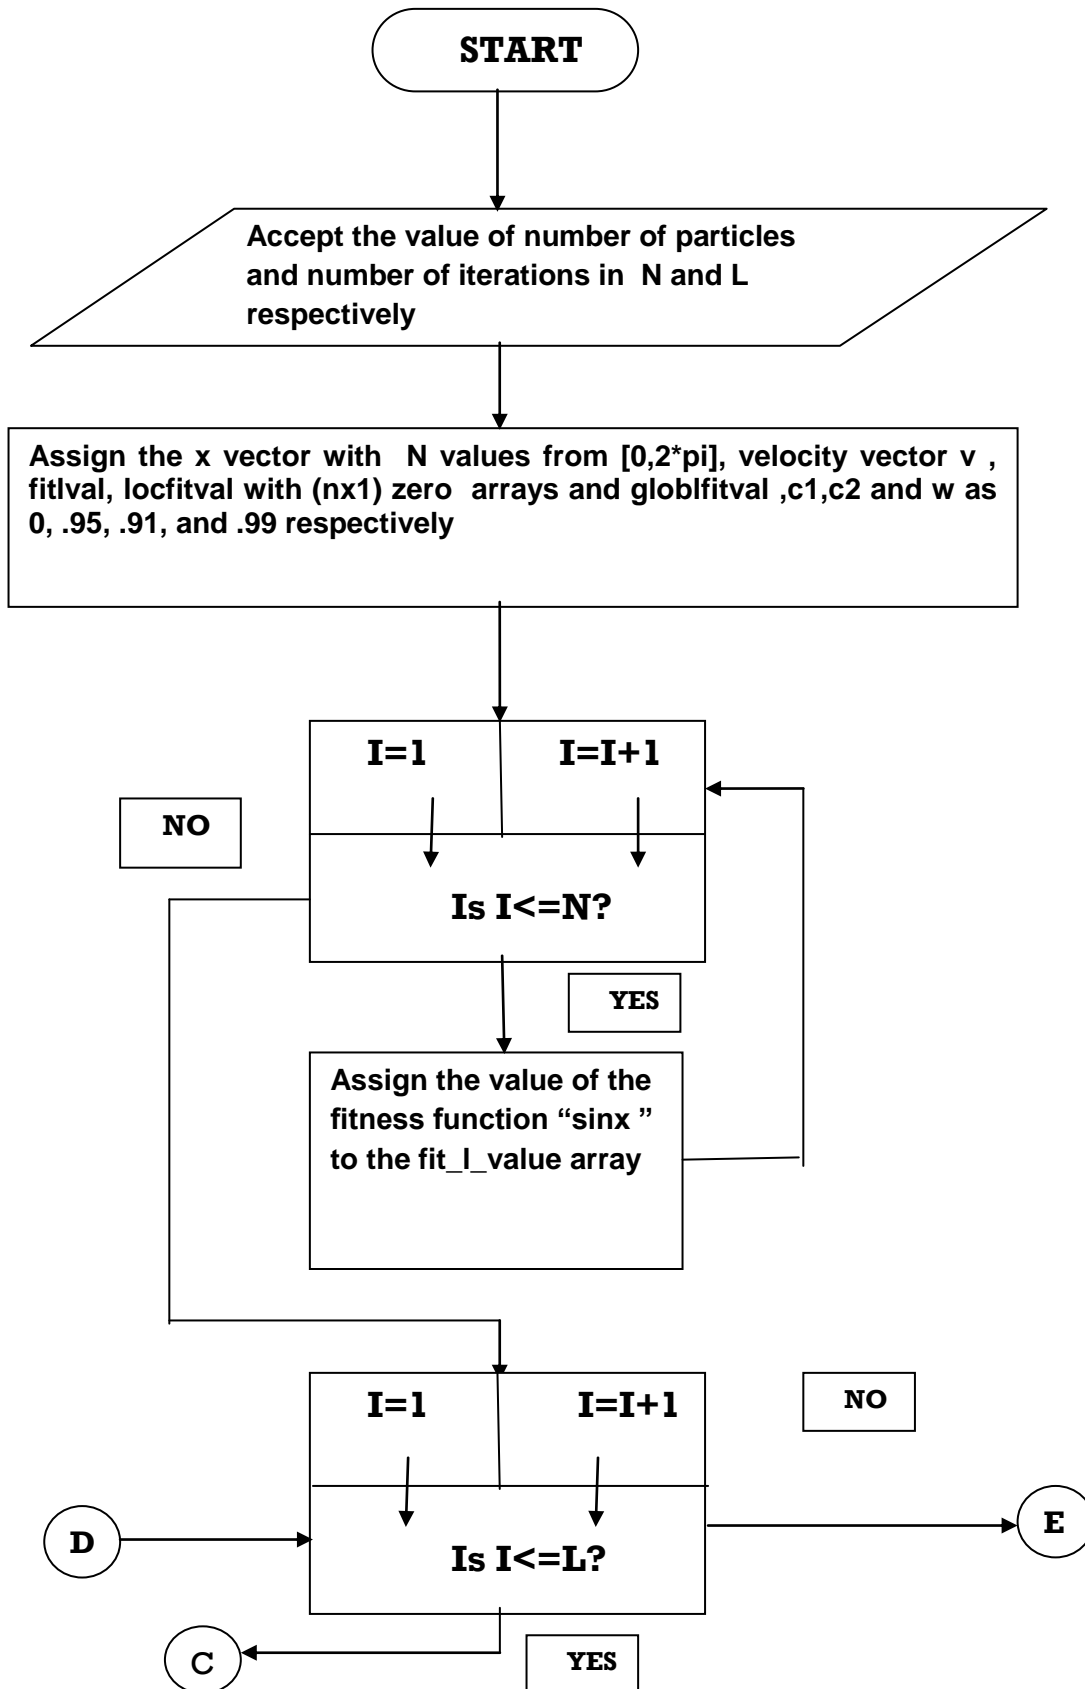 START
Accept the value of number of particles
and number of iterations in N and L
respectively
Assign the x vector with N values from [0,2*pi], velocity vector v ,
fitlval, locfitval with (nx1) zero arrays and globlfitval ,c1,c2 and w as
0, .95, .91, and .99 respectively
I=1 I=I+1
NO
Is I<=N?
YES
Assign the value of the
fitness function “sinx ”
to the fit_l_value array
I=1 I=I+1
NO
D
E
Is I<=L?
C
YES